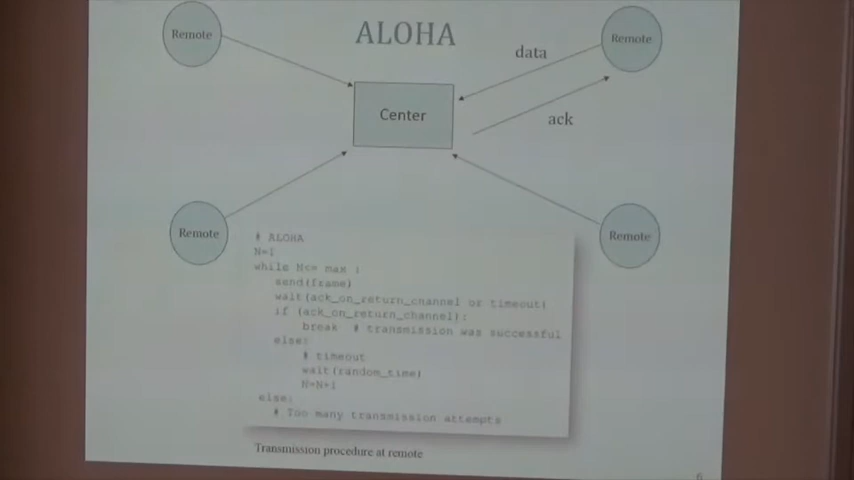 Remote
ALOHA
Remote
data
Center
ack
Remote
Remote
# ALOHA
N=1
while N<= max :
send(frame)
wait(ack_on_return_channel or timeout)
if (ack_on_return_channel):
break # transmission was successful
else:
# timeout
wait(random_time)
N=N+1
else:
# Too many transmission attempts
Transmission procedure at remote
6